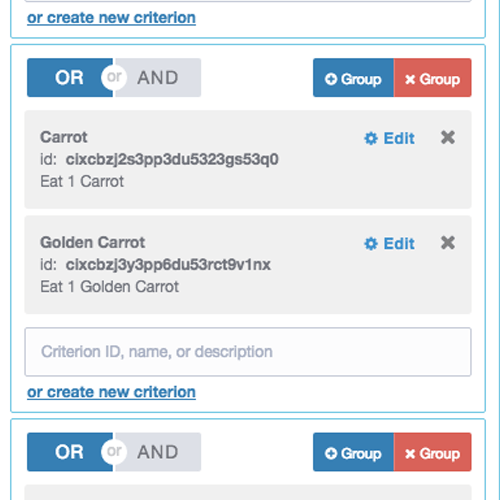 or create new criterion
OR or AND Group Group
Carrot Edit
id: cixcbzj2s3pp3du5323gs53q0
Eat 1 Carrot
Golden Carrot Edit
id: cixcbzj3y3pp6du53rct9v1nx
Eat 1 Golden Carrot
Criterion ID, name, or description
or create new criterion
OR or AND Group Group